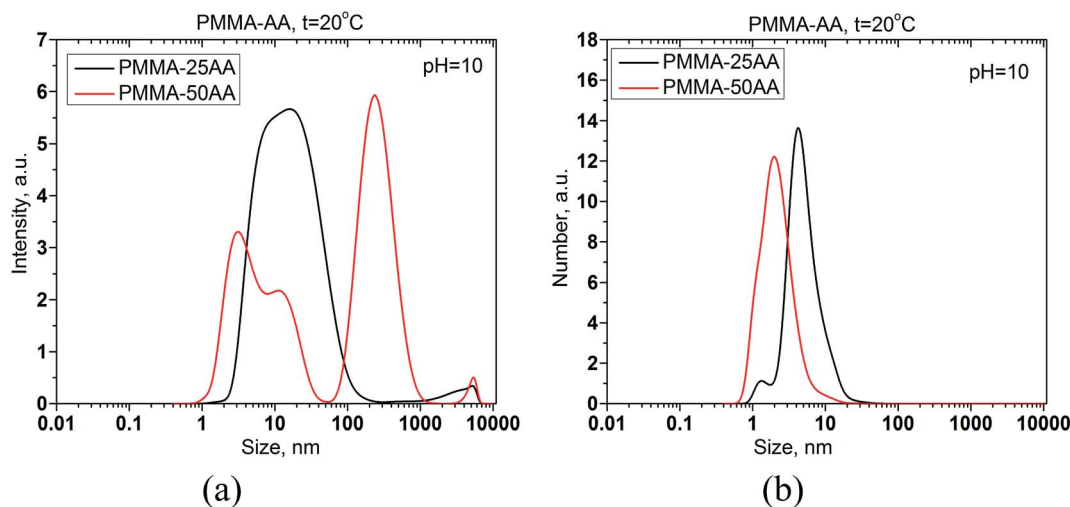 PMMA-AA, t=20°C
7
6
5
4
3
2
1
0
Intensity, a.u.
PMMA-25AA
PMMA-50AA
pH=10
0.01 0.1 1 10 100 1000 10000
Size, nm
(a)
PMMA-AA, t=20°C
18
16
14
12
10
8
6
4
2
0
Number, a.u.
PMMA-25AA
PMMA-50AA
pH=10
0.01 0.1 1 10 100 1000 10000
Size, nm
(b)